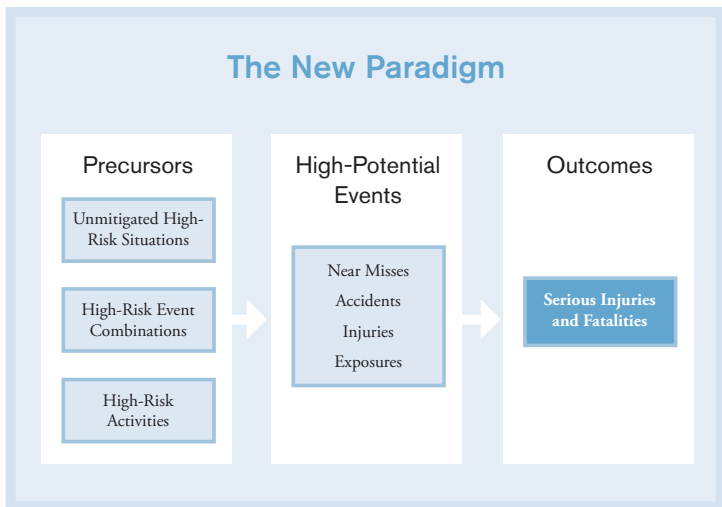 The New Paradigm
Precursors
Unmitigated High-
Risk Situations
High-Risk Event
Combinations
High-Risk
Activities
High-Potential
Events
Near Misses
Accidents
Injuries
Exposures
Outcomes
Serious Injuries
and Fatalities